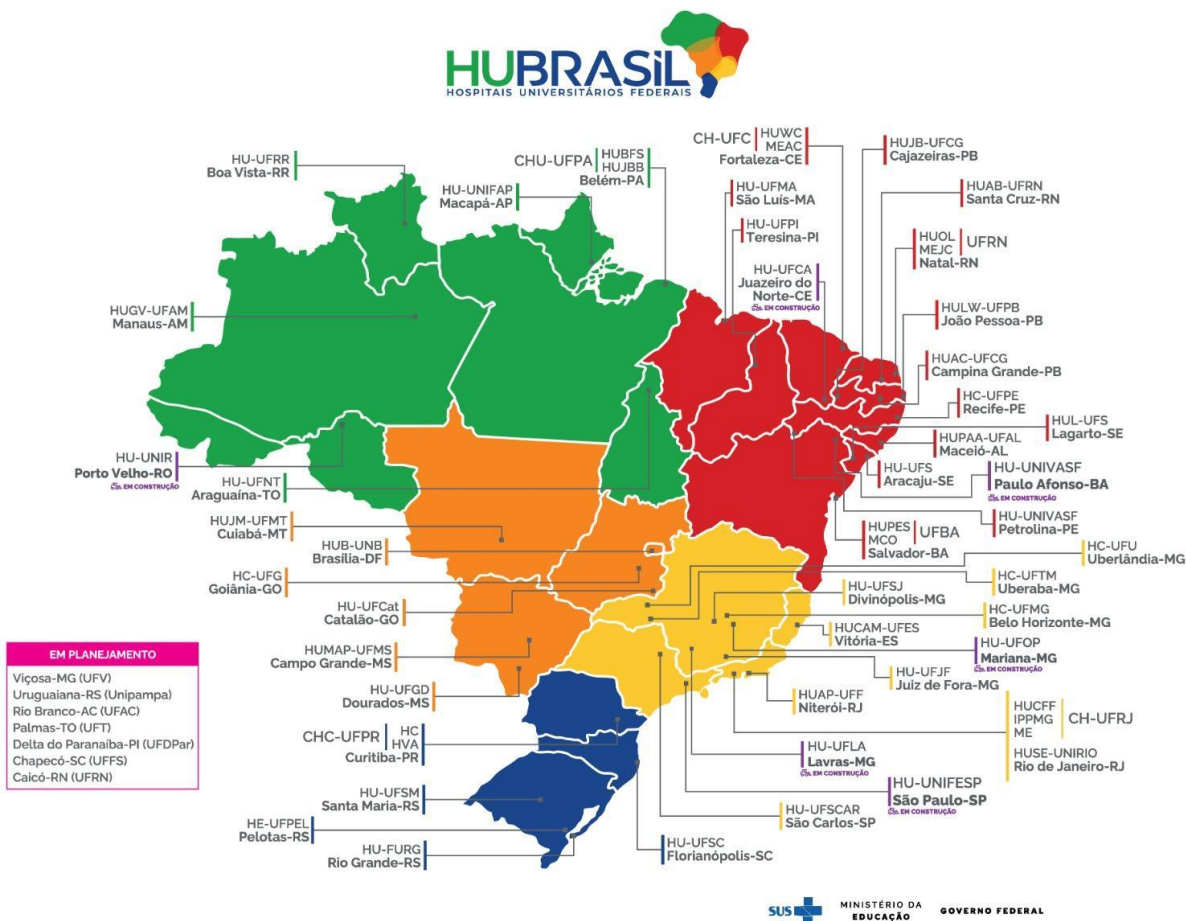 HUBRASIL
HOSPITAIS UNIVERSITÁRIOS FEDERAIS
HU-UFRR
Boa Vista-RR
CHU-UFPA
HUBFS
HUJBB
Belém-PA
HU-UNIFAP
Macapá-AP
CH-UFC
HUWC
MEAC
Fortaleza-CE
HUJB-UFCG
Cajazeiras-PB
HU-UFMA
São Luís-MA
HUAB-UFRN
Santa Cruz-RN
HU-UFPI
Teresina-PI
HUOL
MEJC
UFRN
Natal-RN
HU-UFCA
Juazeiro do
Norte-CE
EM CONSTRUÇÃO
HUGV-UFAM
Manaus-AM
HULW-UFPB
João Pessoa-PB
HUAC-UFCG
Campina Grande-PB
HC-UFPE
Recife-PE
HUL-UFS
Lagarto-SE
HUPAA-UFAL
Maceió-AL
HU-UFS
Aracaju-SE
HU-UNIVASF
Paulo Afonso-BA
EM CONSTRUÇÃO
HU-UNIVASF
Petrolina-PE
HUPES
MCO
UFBA
Salvador-BA
HU-UNIR
Porto Velho-RO
EM CONSTRUÇÃO
HU-UFNT
Araguaína-TO
HUJM-UFMT
Cuiabá-MT
HUB-UNB
Brasília-DF
HC-UFG
Goiânia-GO
HU-UFCat
Catalão-GO
HUMAP-UFMS
Campo Grande-MS
HU-UFGD
Dourados-MS
HC-UFU
Uberlândia-MG
HC-UFTM
Uberaba-MG
HU-UFSJ
Divinópolis-MG
HC-UFMG
Belo Horizonte-MG
HUCAM-UFES
Vitória-ES
HU-UFOP
Mariana-MG
EM CONSTRUÇÃO
HU-UFJF
Juiz de Fora-MG
HUAP-UFF
Niterói-RJ
HUCFF
IPPMG
ME
CH-UFRJ
HUSE-UNIRIO
Rio de Janeiro-RJ
HU-UFLA
Lavras-MG
EM CONSTRUÇÃO
HU-UNIFESP
São Paulo-SP
EM CONSTRUÇÃO
HU-UFSCAR
São Carlos-SP
CHC-UFPR
HC
HVA
Curitiba-PR
HU-UFSM
Santa Maria-RS
HE-UFPEL
Pelotas-RS
HU-FURG
Rio Grande-RS
HU-UFSC
Florianópolis-SC
EM PLANEJAMENTO
Viçosa-MG (UFV)
Uruguaiana-RS (Unipampa)
Rio Branco-AC (UFAC)
Palmas-TO (UFT)
Delta do Paranaíba-PI (UFDPar)
Chapecó-SC (UFFS)
Caicó-RN (UFRN)
SUS
MINISTÉRIO DA
EDUCAÇÃO
GOVERNO FEDERAL